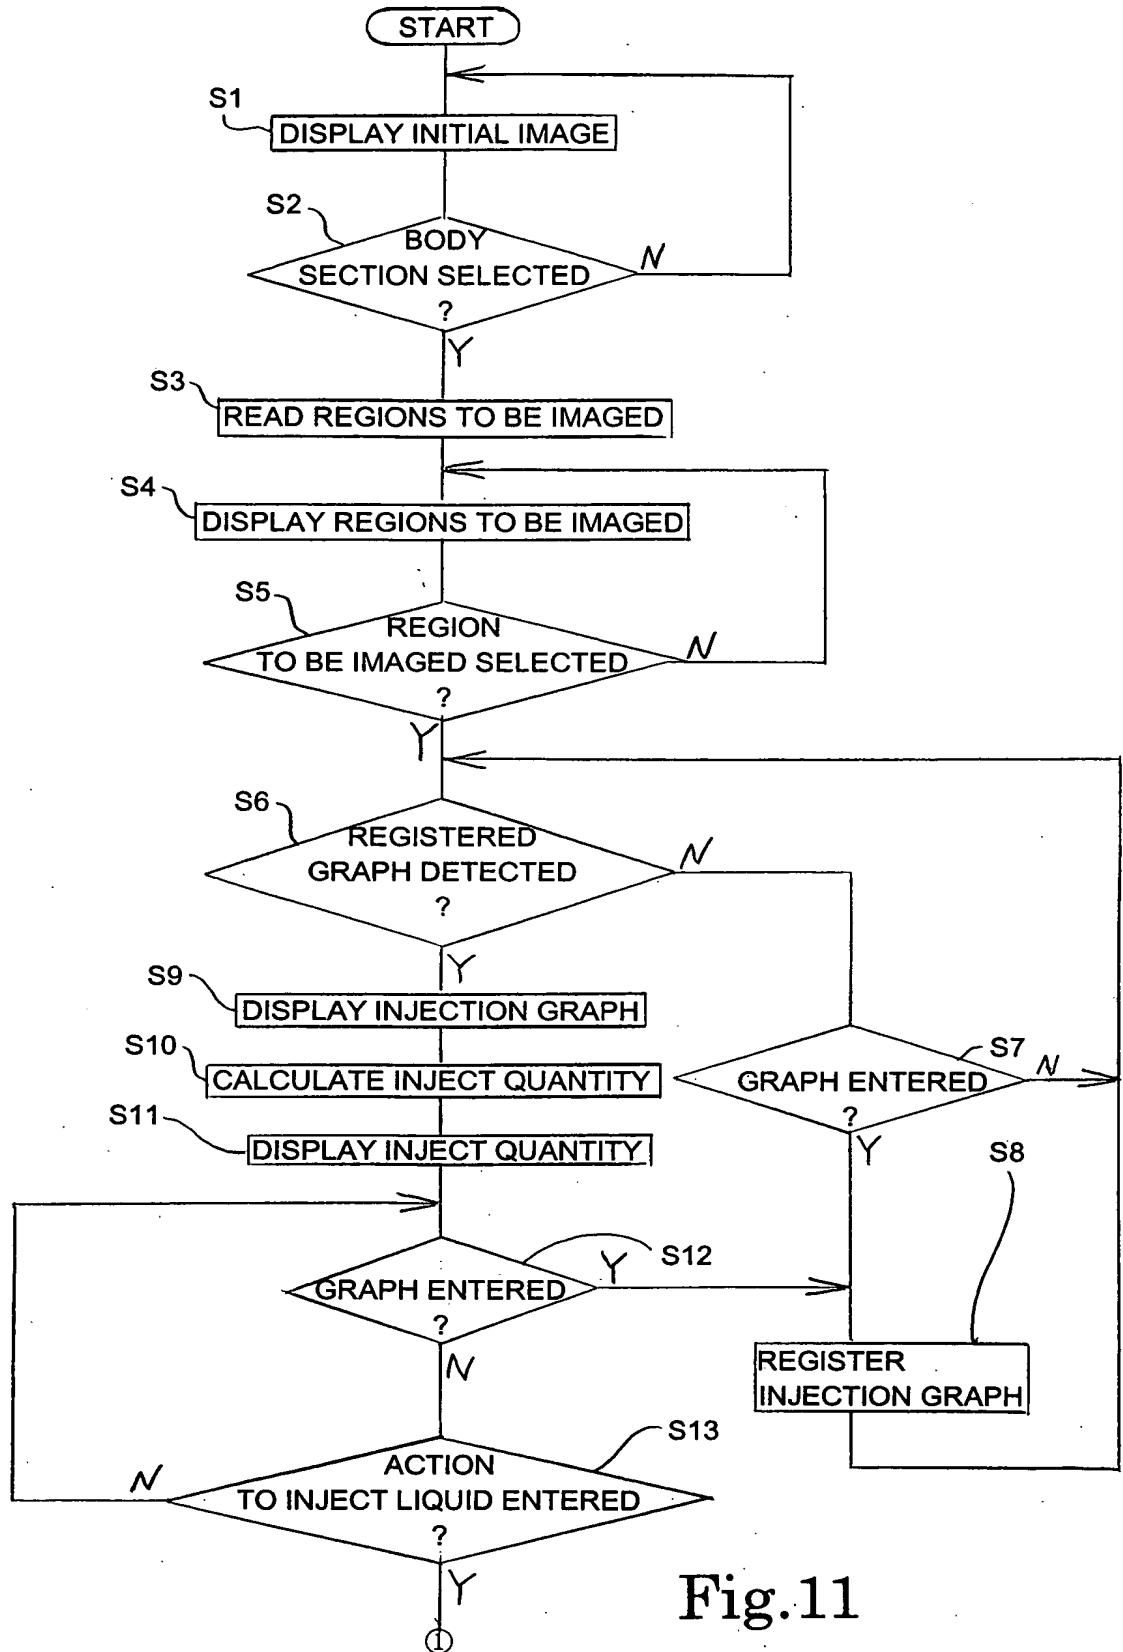 START
S1
DISPLAY INITIAL IMAGE
S2
BODY
SECTION SELECTED
?
N
Y
S3
READ REGIONS TO BE IMAGED
S4
DISPLAY REGIONS TO BE IMAGED
S5
REGION
TO BE IMAGED SELECTED
?
N
Y
S6
REGISTERED
GRAPH DETECTED
?
N
Y
S9
DISPLAY INJECTION GRAPH
S10
CALCULATE INJECT QUANTITY
S7
GRAPH ENTERED
?
N
Y
S11
DISPLAY INJECT QUANTITY
S8
S12
GRAPH ENTERED
?
Y
N
REGISTER
INJECTION GRAPH
S13
ACTION
TO INJECT LIQUID ENTERED
?
N
Y
①
Fig.11